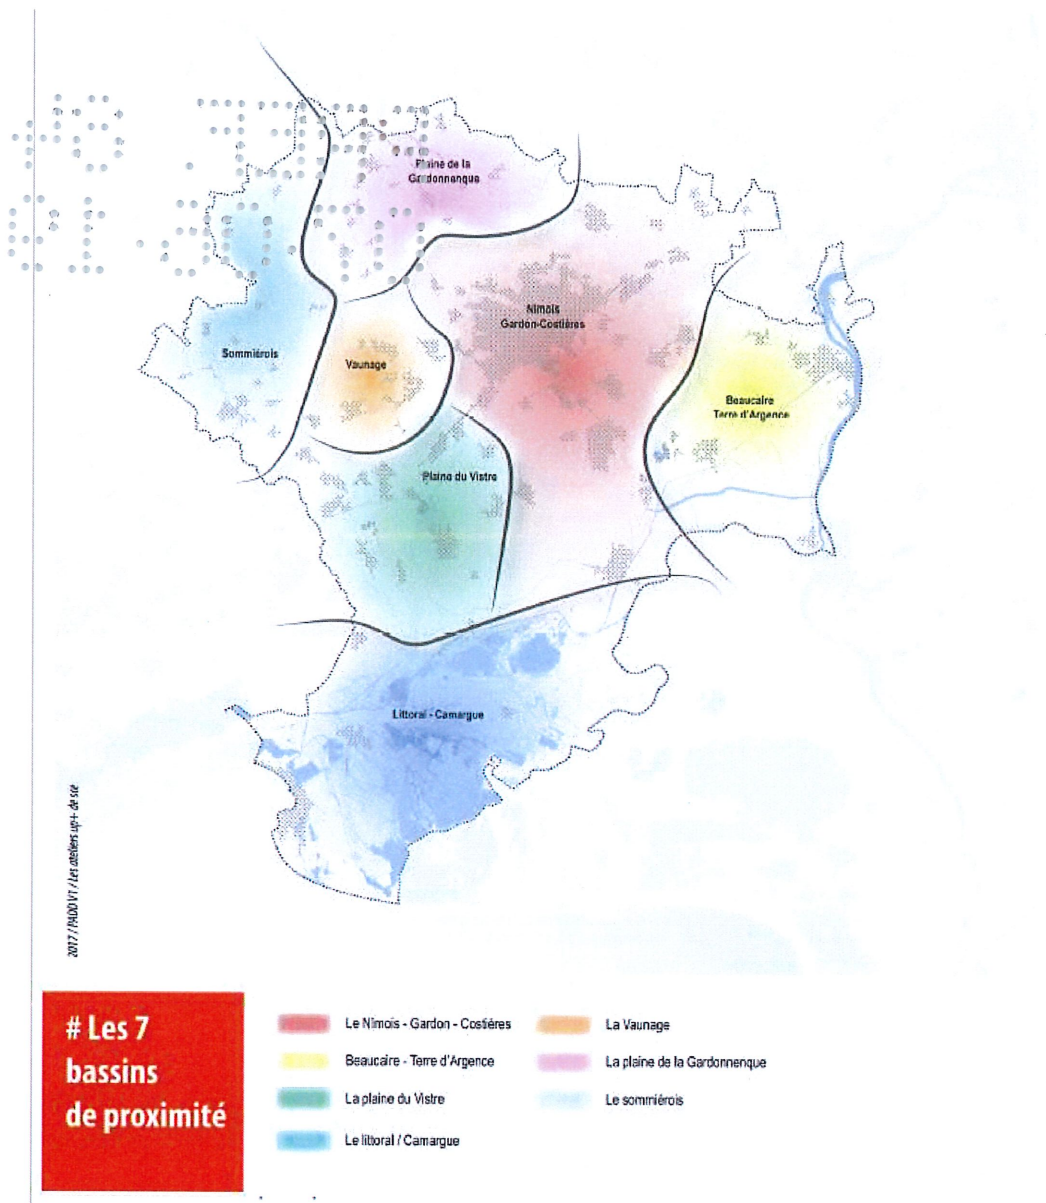 Plaine de la
Gardonnenque
Nîmois
Gardon-Costières
Sommiérois
Vaunage
Beaucaire
Terre d'Argence
Plaine du Vistre
Littoral - Camargue
2017 / PADD V1 / Les ateliers up+ de sce
# Les 7
bassins
de proximité
Le Nîmois - Gardon - Costières
Beaucaire - Terre d'Argence
La plaine du Vistre
Le littoral / Camargue
La Vaunage
La plaine de la Gardonnenque
Le sommiérois